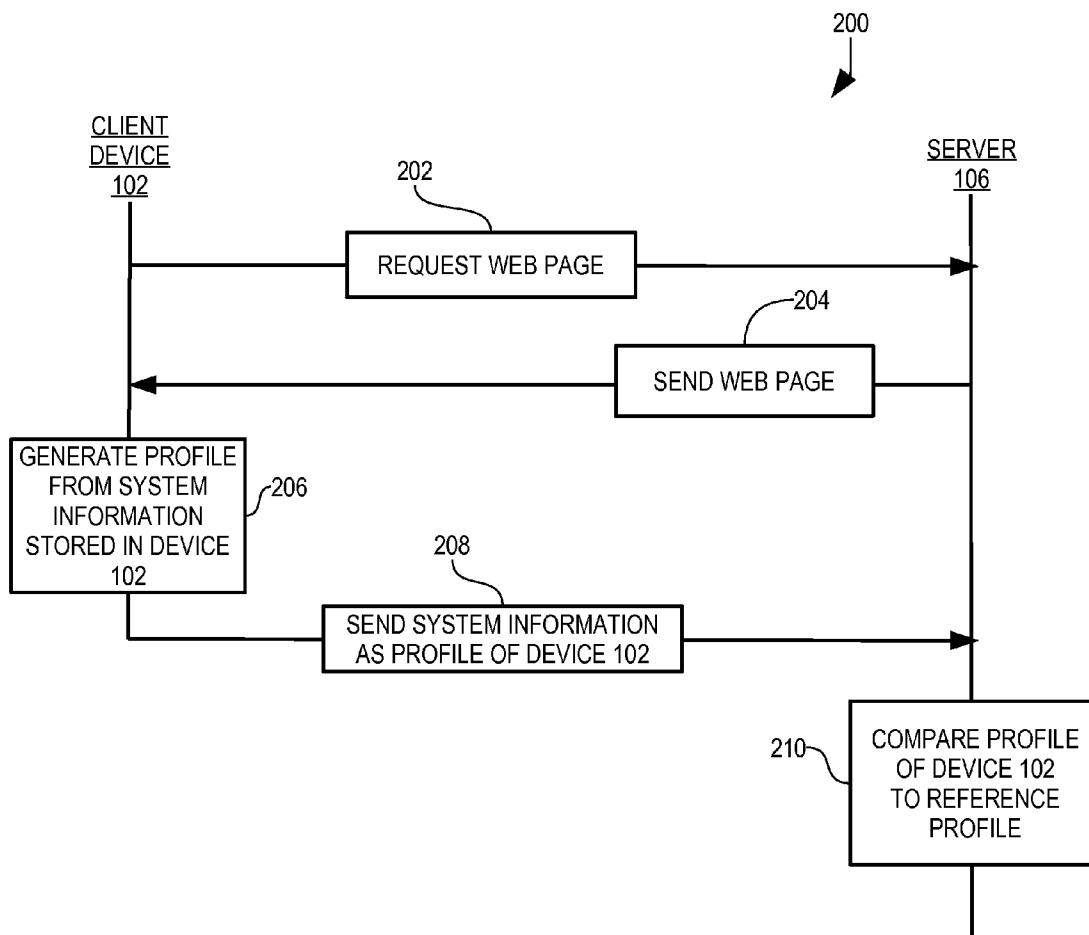 200
CLIENT
DEVICE
102
SERVER
106
202
REQUEST WEB PAGE
204
SEND WEB PAGE
GENERATE PROFILE
FROM SYSTEM
INFORMATION
STORED IN DEVICE
102
206
208
SEND SYSTEM INFORMATION
AS PROFILE OF DEVICE 102
210
COMPARE PROFILE
OF DEVICE 102
TO REFERENCE
PROFILE